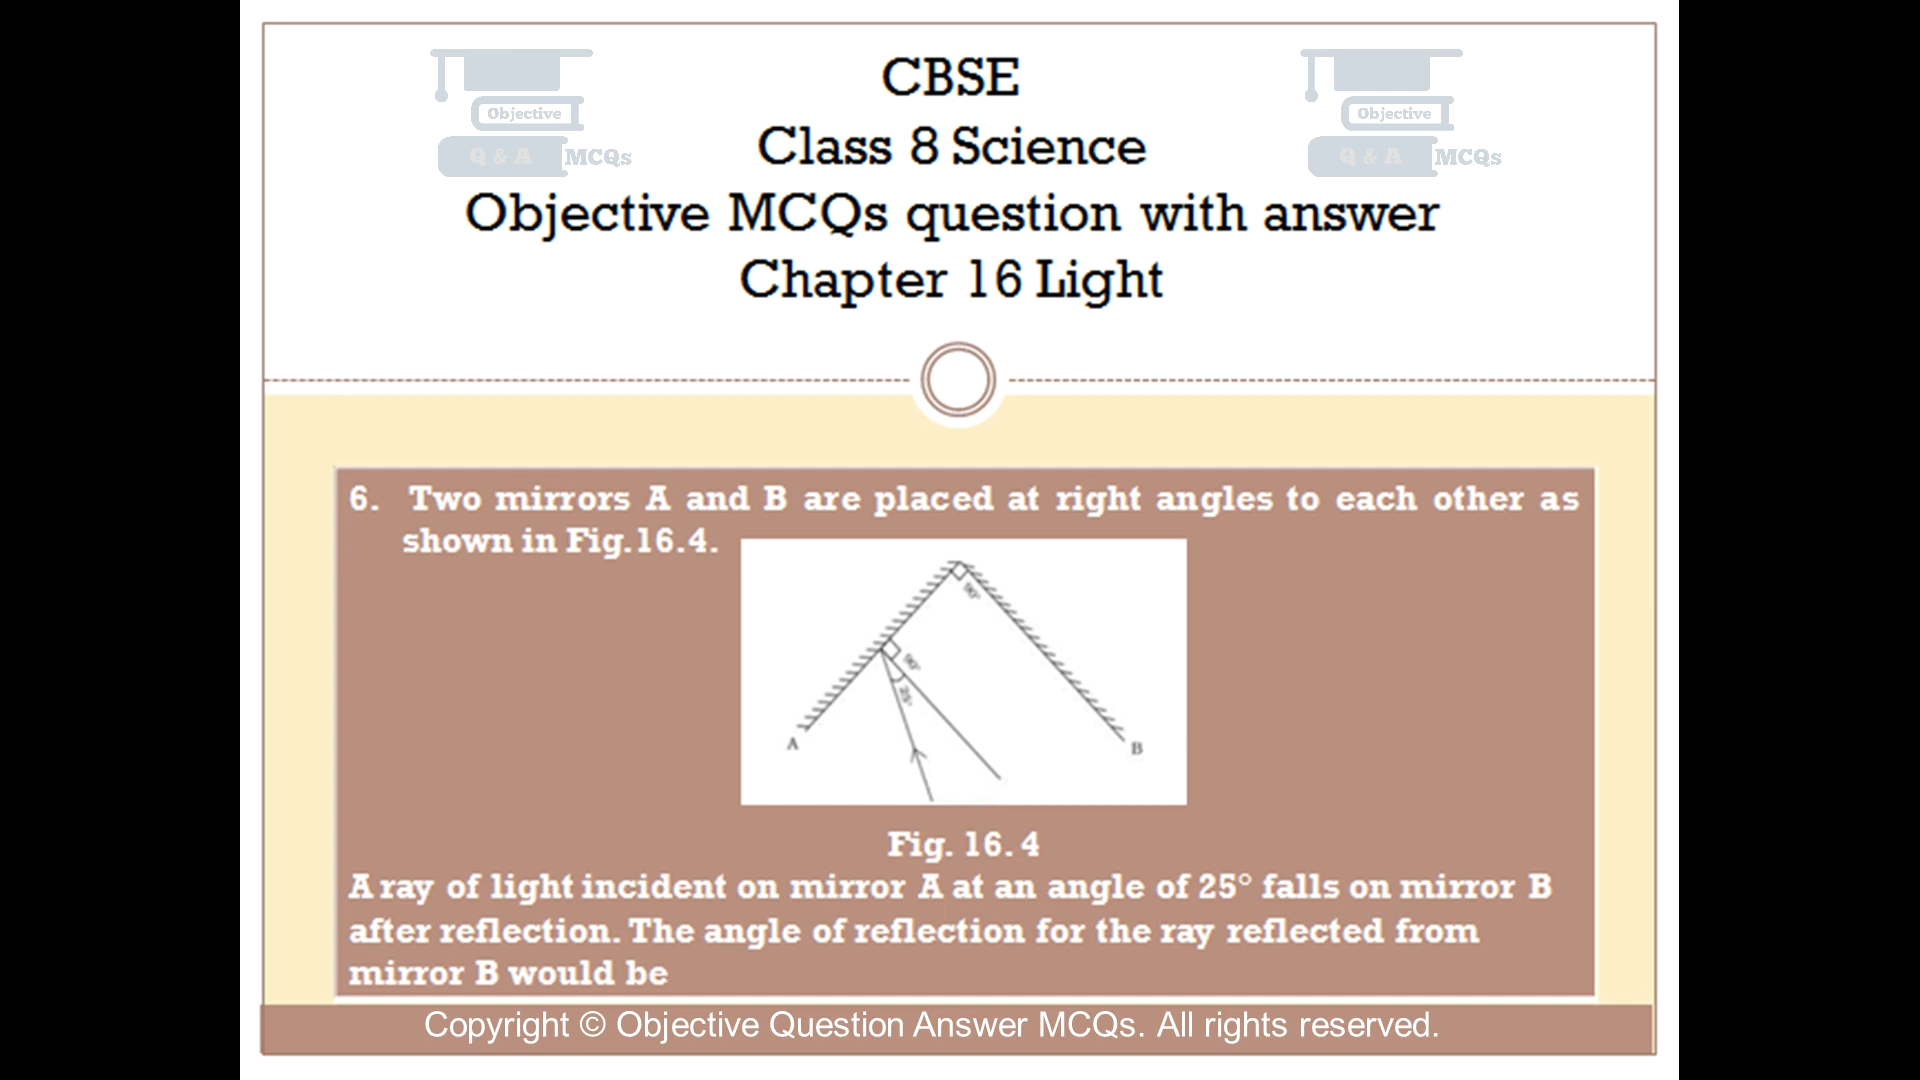 CBSE
Class 8 Science
Objective MCQs question with answer
Chapter 16 Light
Objective
Q & A MCQs
Objective
Q & A MCQs
6. Two mirrors A and B are placed at right angles to each other as
shown in Fig.16.4.
90°
90°
25°
A
B
Fig. 16.4
A ray of light incident on mirror A at an angle of 25° falls on mirror B
after reflection. The angle of reflection for the ray reflected from
mirror B would be
Copyright © Objective Question Answer MCQs. All rights reserved.